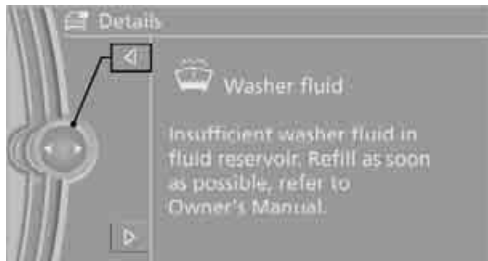 Details
Washer fluid
Insufficient washer fluid in
fluid reservoir. Refill as soon
as possible, refer to
Owner's Manual.